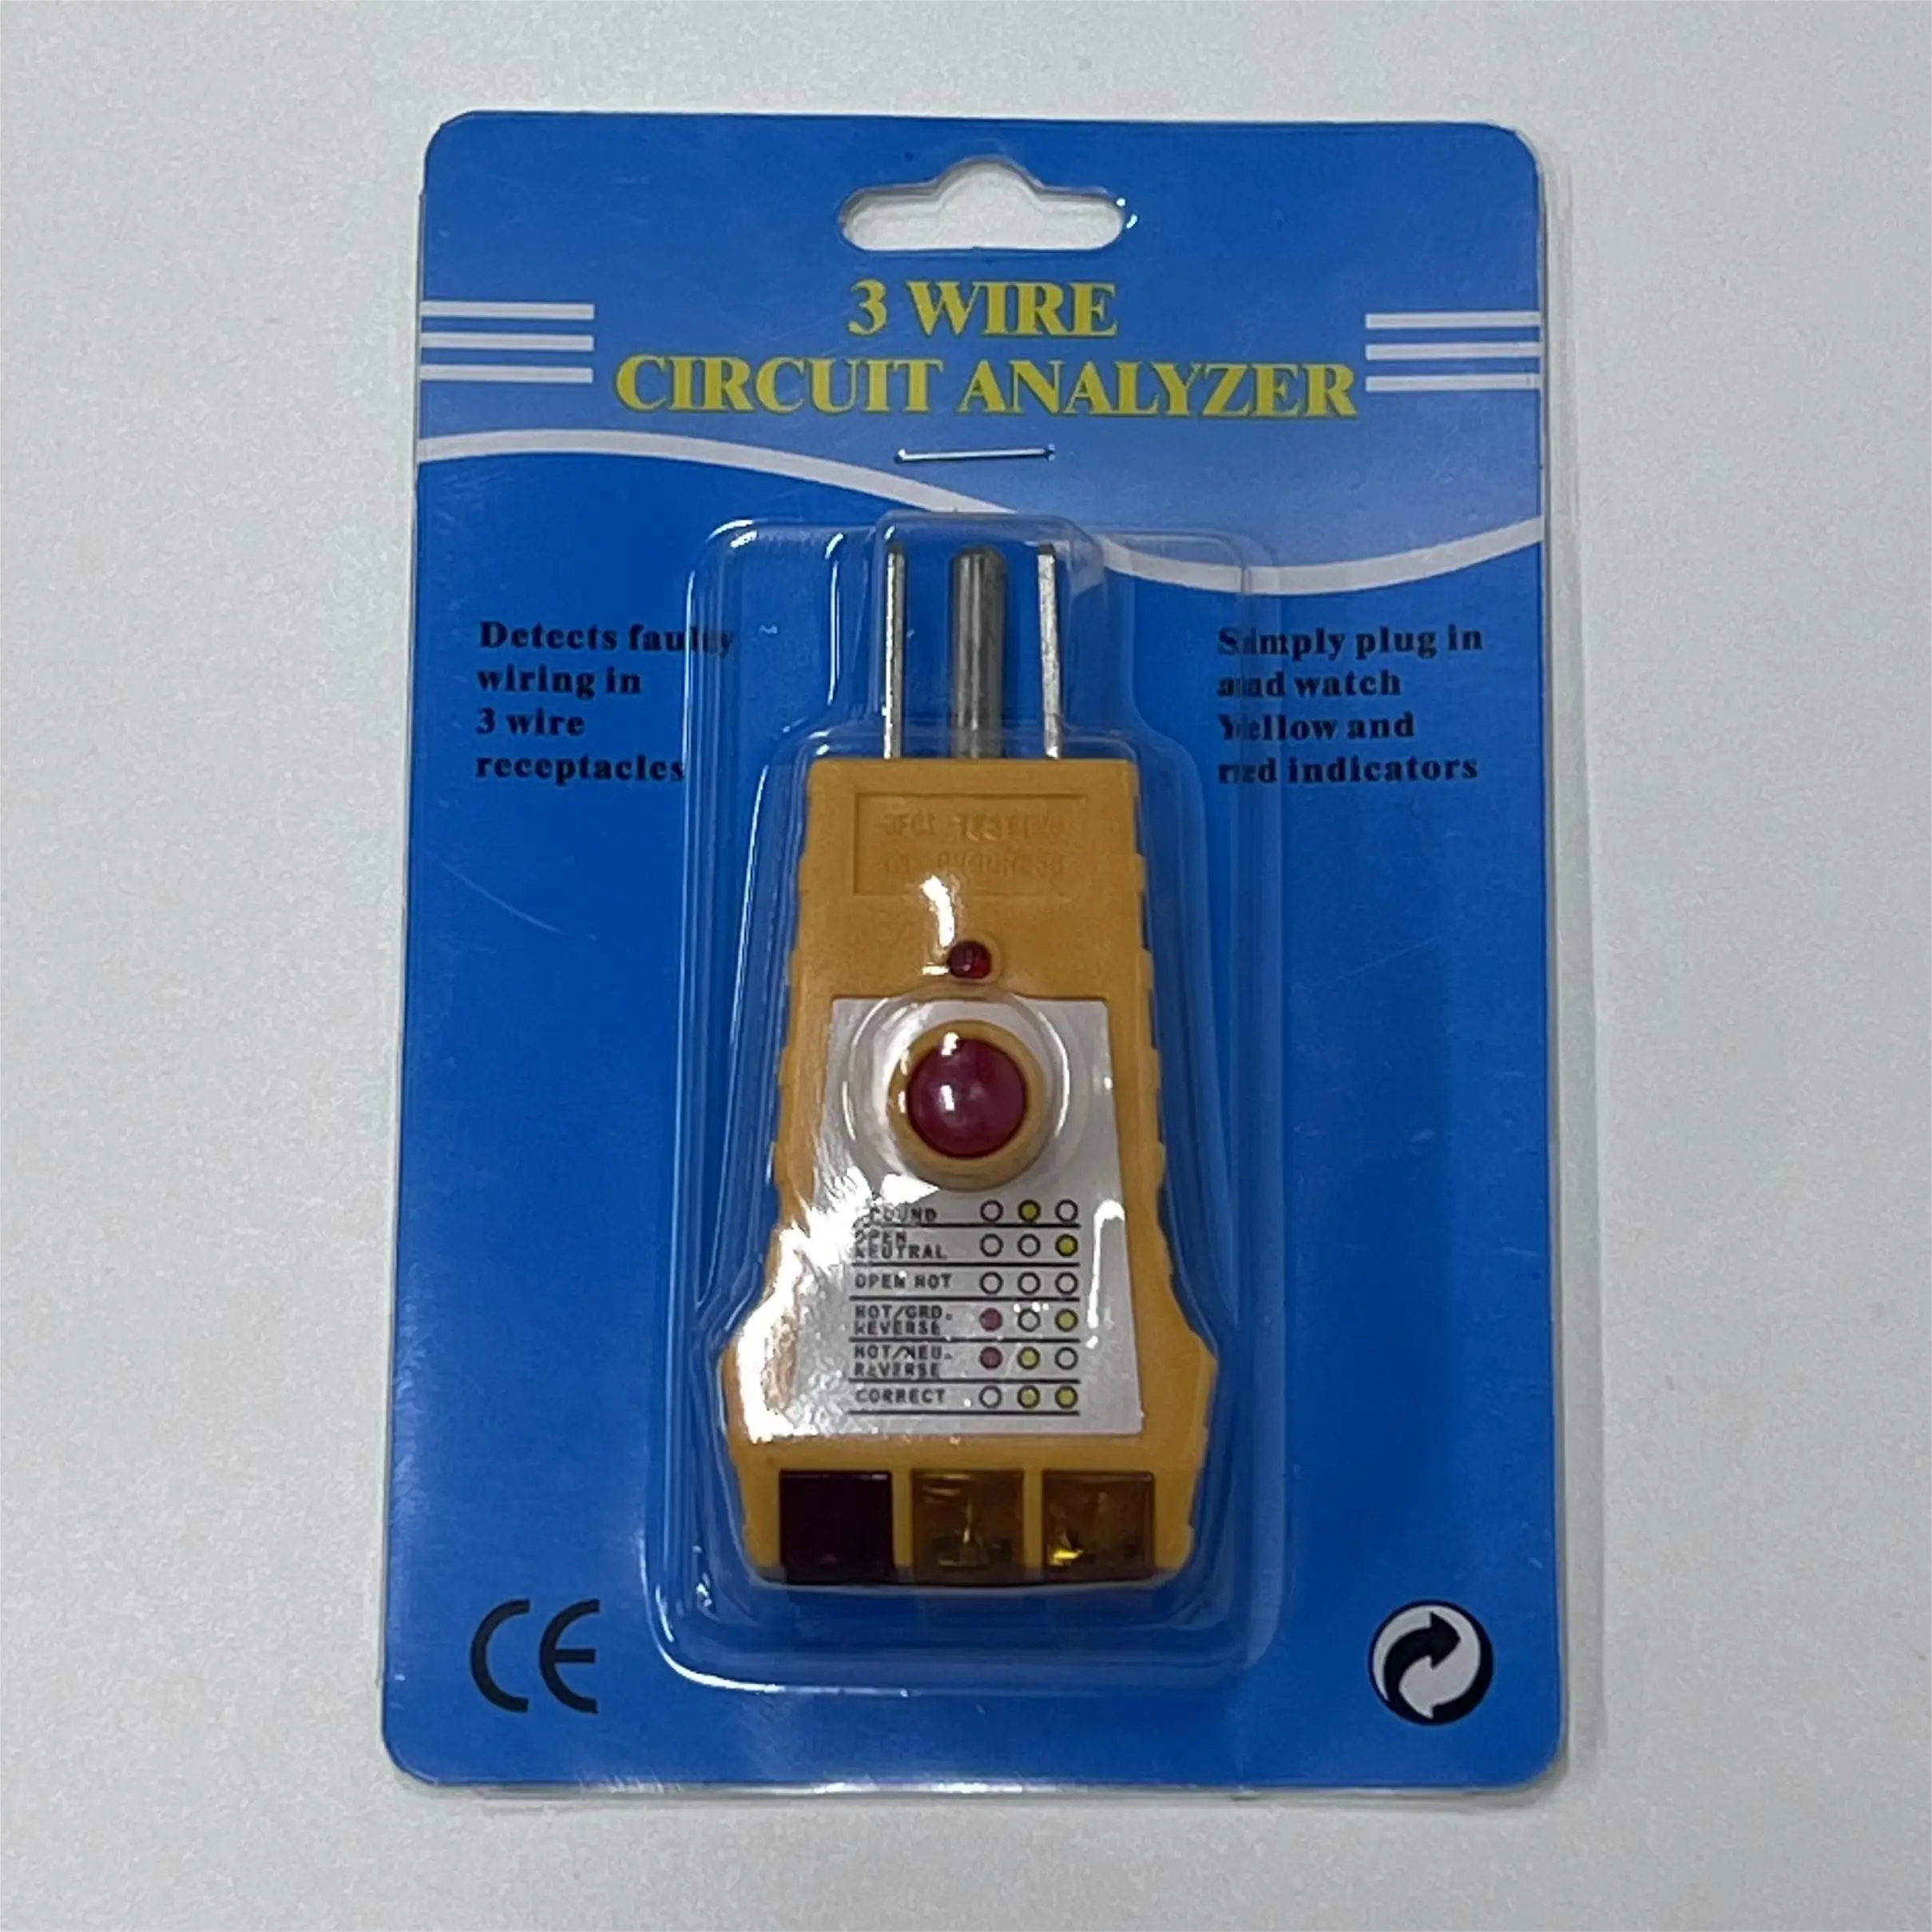 3 WIRE
CIRCUIT ANALYZER
Detects faulty
wiring in
3 wire
receptacles
Simply plug in
and watch
Yellow and
red indicators
OPEN
NEUTRAL
OPEN HOT
HOT/GRD.
REVERSE
HOT/NEU.
REVERSE
CORRECT
CE